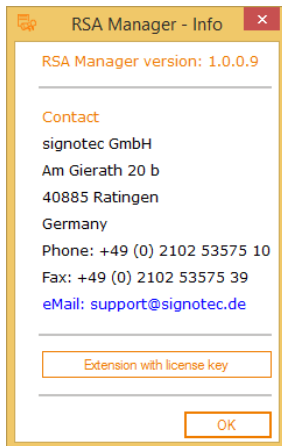 RSA Manager - Info
RSA Manager version: 1.0.0.9
Contact
signotec GmbH
Am Gierath 20 b
40885 Ratingen
Germany
Phone: +49 (0) 2102 53575 10
Fax: +49 (0) 2102 53575 39
eMail: support@signotec.de
Extension with license key
OK